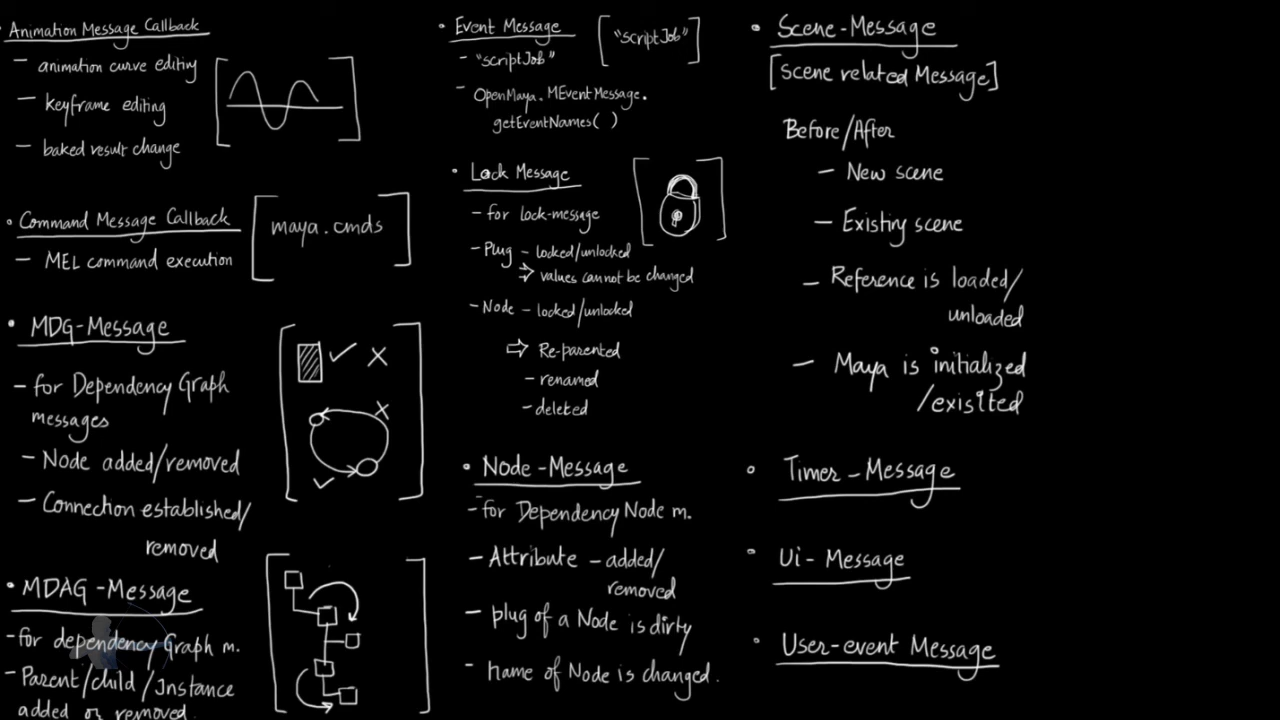 • Animation Message Callback
– animation curve editing
– keyframe editing
– baked result change
• Command Message Callback
– MEL command execution
[maya.cmds]
• MDG-Message
– for Dependency Graph
messages
– Node added/removed
– Connection established/
removed
• MDAG-Message
– for dependency Graph m.
– Parent/child/Instance
added or removed.
• Event Message
["scriptJob"]
– "scriptJob"
– OpenMaya.MEventMessage.
getEventNames( )
• Lock Message
– for lock-message
– Plug – locked/unlocked
⇒ values cannot be changed
– Node – locked/unlocked
⇒ Re-parented
– renamed
– deleted
• Node-Message
– for Dependency Node m.
– Attribute – added/
removed
– plug of a Node is dirty
– name of Node is changed.
• Scene-Message
[Scene related Message]
Before/After
– New scene
– Existing scene
– Reference is loaded/
unloaded
– Maya is initialized
/exisited
• Timer-Message
• Ui-Message
• User-event Message